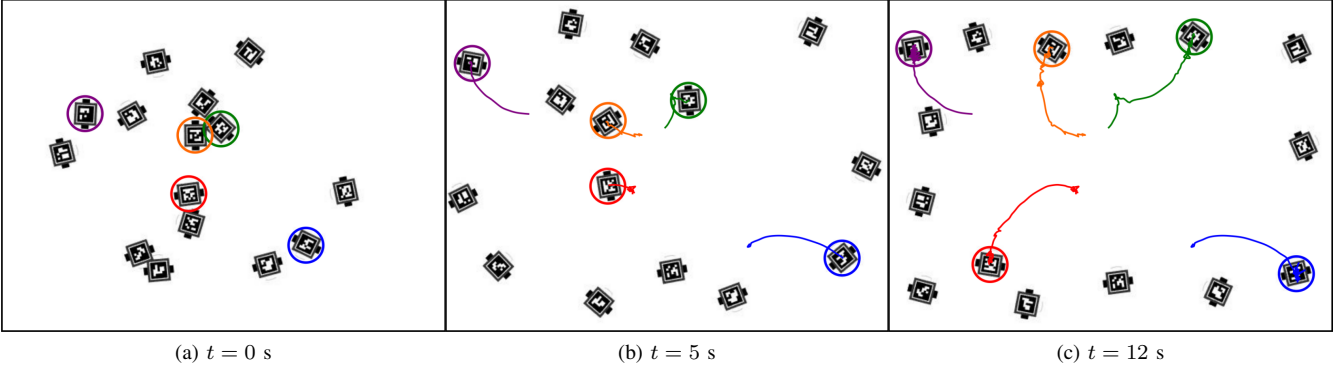 (a) t = 0 s
(b) t = 5 s
(c) t = 12 s